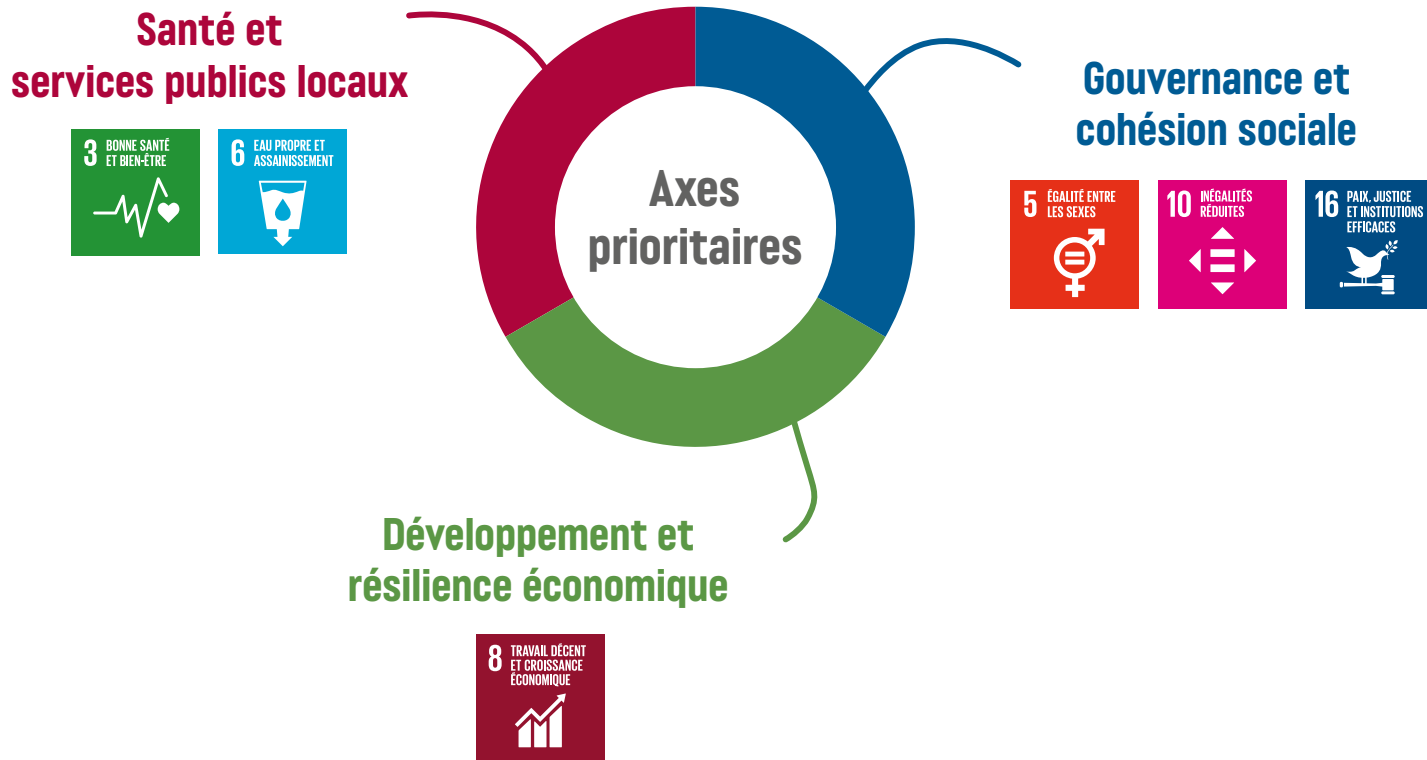 Santé et
services publics locaux
3 BONNE SANTÉ
ET BIEN-ÊTRE
6 EAU PROPRE ET
ASSAINISSEMENT
Axes
prioritaires
Gouvernance et
cohésion sociale
5 ÉGALITÉ ENTRE
LES SEXES
10 INÉGALITÉS
RÉDUITES
16 PAIX, JUSTICE
ET INSTITUTIONS
EFFICACES
Développement et
résilience économique
8 TRAVAIL DÉCENT
ET CROISSANCE
ÉCONOMIQUE